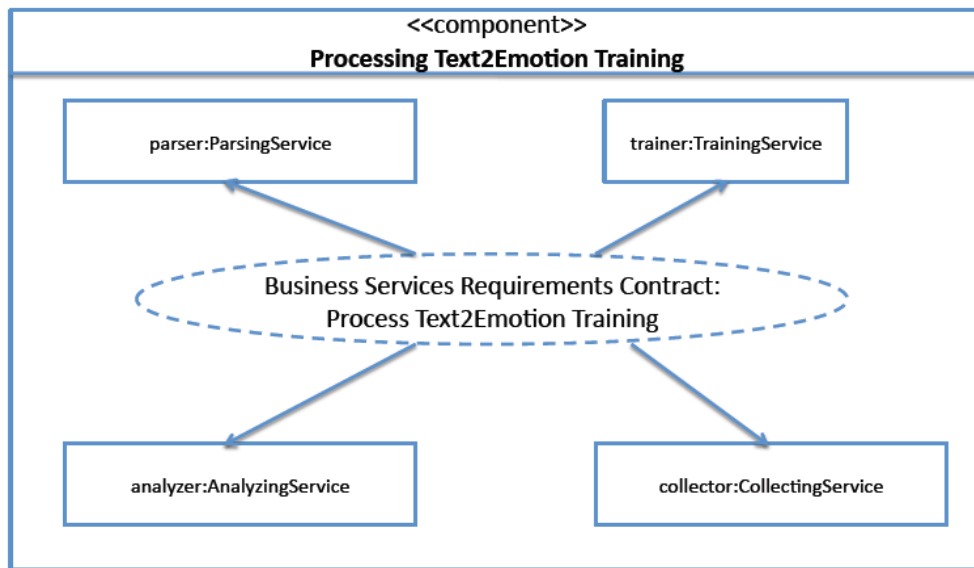 <<component>>
Processing Text2Emotion Training
parser:ParsingService
trainer:TrainingService
Business Services Requirements Contract:
Process Text2Emotion Training
analyzer:AnalyzingService
collector:CollectingService